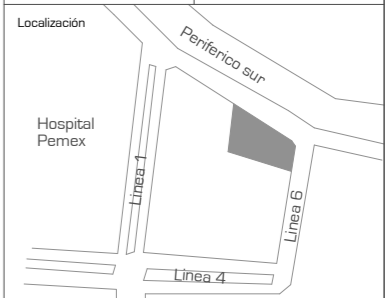 Localización
Periferico sur
Hospital
Pemex
Linea 1
Linea 6
Linea 4